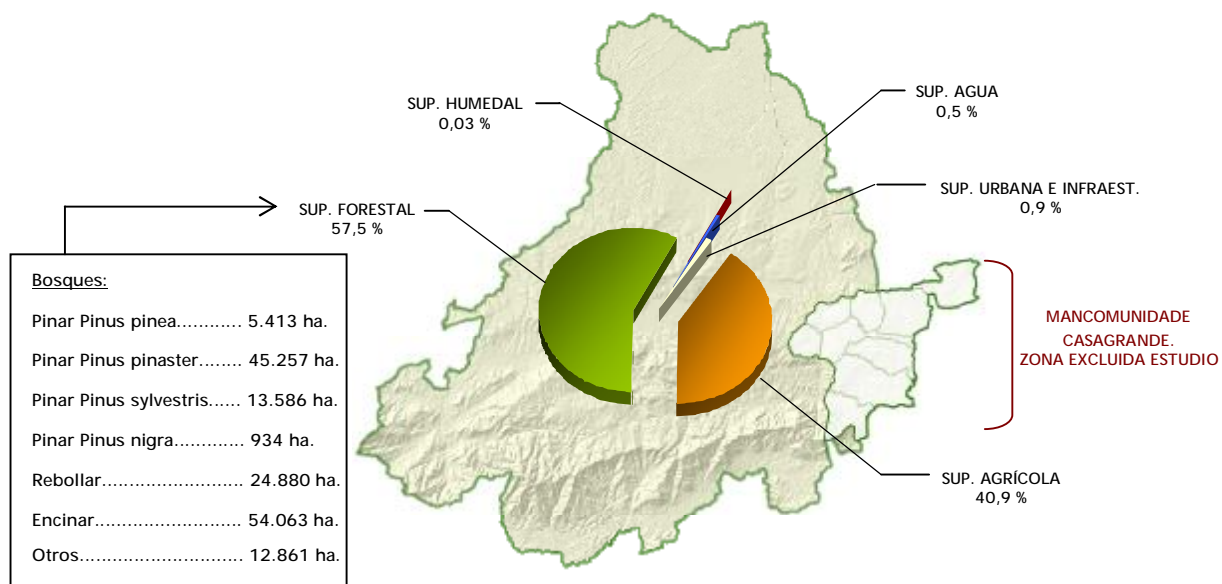 SUP. HUMEDAL
0,03 %
SUP. AGUA
0,5 %
SUP. URBANA E INFRAEST.
0,9 %
SUP. FORESTAL
57,5 %
Bosques:
Pinar Pinus pinea............ 5.413 ha.
Pinar Pinus pinaster........ 45.257 ha.
Pinar Pinus sylvestris...... 13.586 ha.
Pinar Pinus nigra............. 934 ha.
Rebollar.......................... 24.880 ha.
Encinar........................... 54.063 ha.
Otros.............................. 12.861 ha.
MANCOMUNIDADE
CASAGRANDE.
ZONA EXCLUIDA ESTUDIO
SUP. AGRÍCOLA
40,9 %